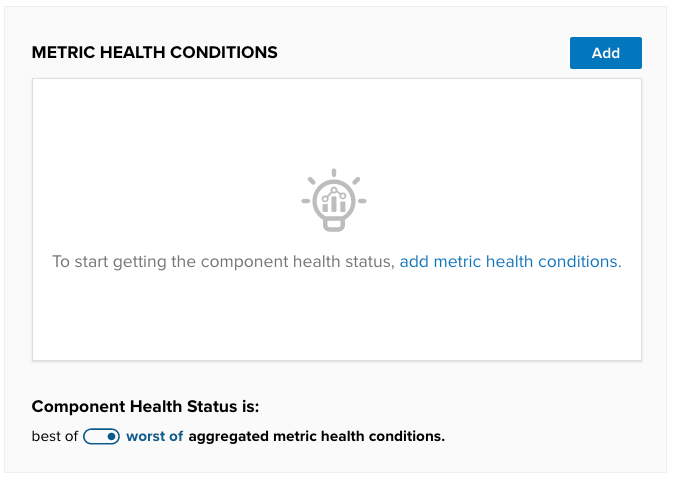 METRIC HEALTH CONDITIONS
Add
To start getting the component health status, add metric health conditions.
Component Health Status is:
best of worst of aggregated metric health conditions.